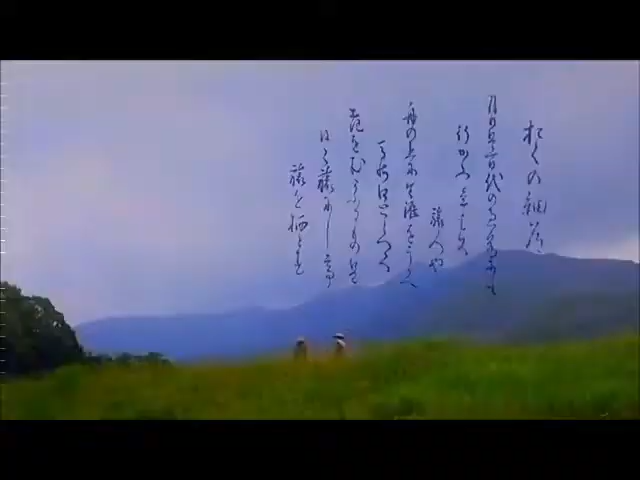 おくの細道
月日は百代の過客にして
行かふ年も又
旅人也
舟の上に生涯をうかへ
馬の口とらへて
老をむかふるものは
日々旅にして
旅を栖とす